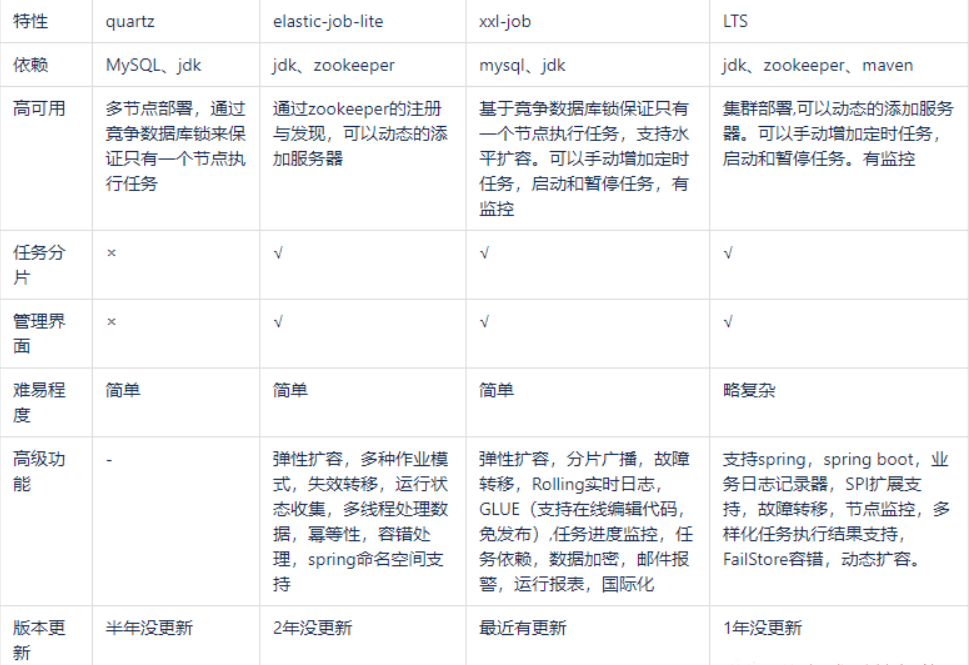 特性 quartz elastic-job-lite xxl-job LTS
依赖 MySQL、jdk jdk、zookeeper mysql、jdk jdk、zookeeper、maven
高可用
多节点部署，通过
竞争数据库锁来保
证只有一个节点执
行任务
通过zookeeper的注册
与发现，可以动态的添
加服务器
基于竞争数据库锁保证只有
一个节点执行任务，支持水
平扩容。可以手动增加定时
任务，启动和暂停任务，有
监控
集群部署,可以动态的添加服务
器。可以手动增加定时任务，
启动和暂停任务。有监控
任务分
片
× √ √ √
管理界
面
× √ √ √
难易程
度
简单 简单 简单 略复杂
高级功
能
-
弹性扩容，多种作业模
式，失效转移，运行状
态收集，多线程处理数
据，幂等性，容错处
理，spring命名空间支
持
弹性扩容，分片广播，故障
转移，Rolling实时日志，
GLUE（支持在线编辑代码，
免发布）,任务进度监控，任
务依赖，数据加密，邮件报
警，运行报表，国际化
支持spring，spring boot，业
务日志记录器，SPI扩展支
持，故障转移，节点监控，多
样化任务执行结果支持，
FailStore容错，动态扩容。
版本更
新
半年没更新 2年没更新 最近有更新 1年没更新